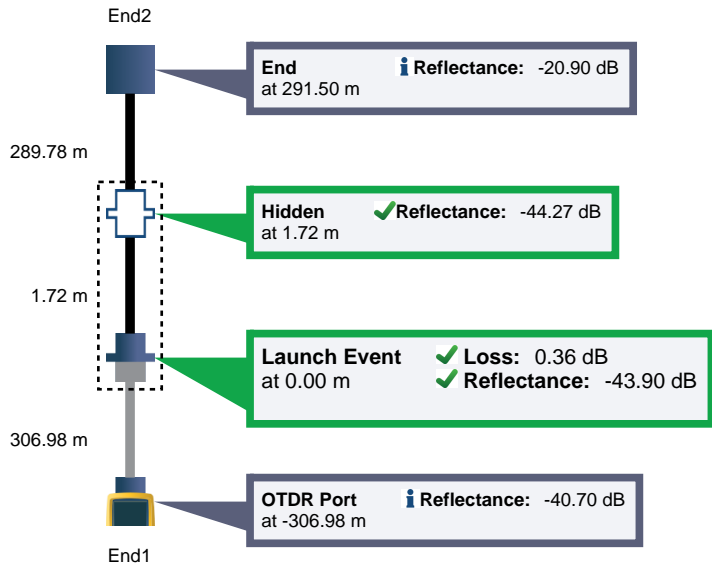 End2
End Reflectance: -20.90 dB
at 291.50 m
289.78 m
Hidden Reflectance: -44.27 dB
at 1.72 m
1.72 m
Launch Event Loss: 0.36 dB
at 0.00 m Reflectance: -43.90 dB
306.98 m
OTDR Port Reflectance: -40.70 dB
at -306.98 m
End1